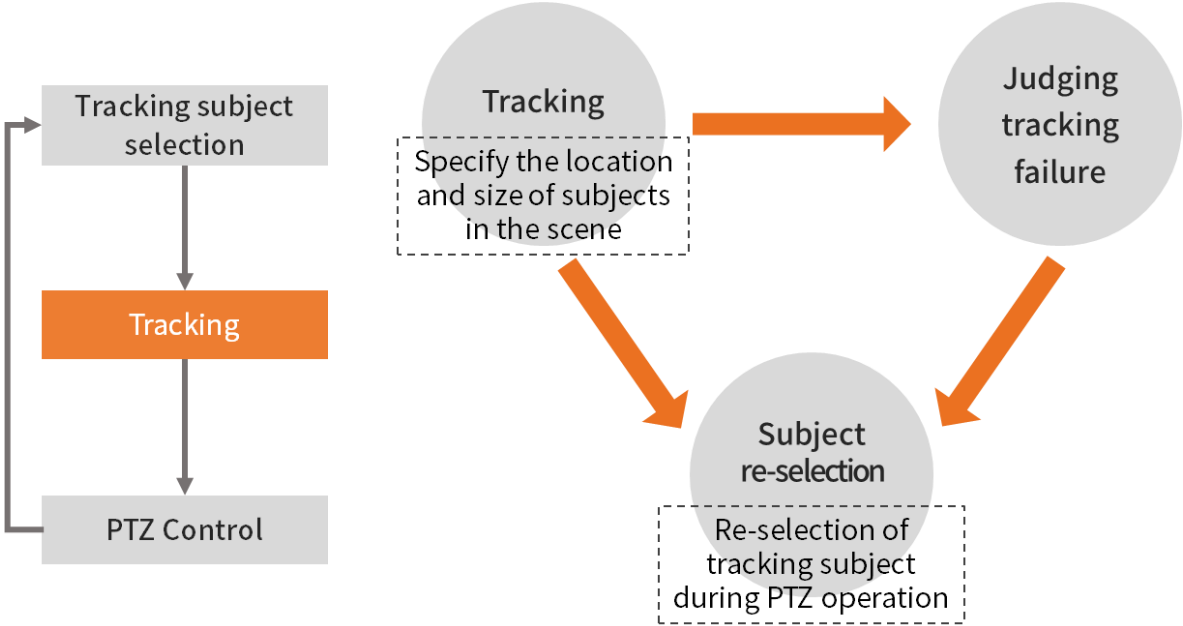 Tracking subject
selection
Tracking
PTZ Control
Tracking
Specify the location
and size of subjects
in the scene
Judging
tracking
failure
Subject
re-selection
Re-selection of
tracking subject
during PTZ operation